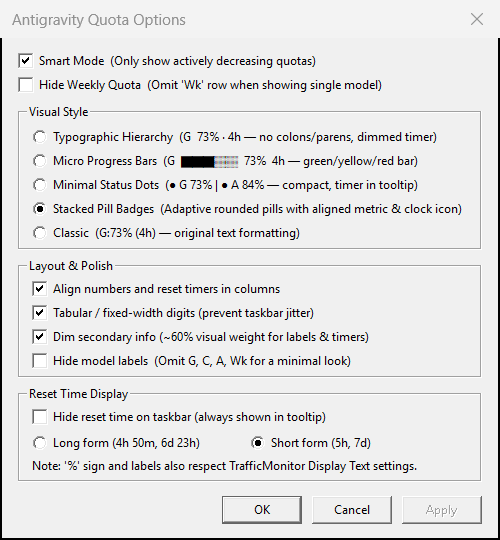 Antigravity Quota Options
Smart Mode (Only show actively decreasing quotas)
Hide Weekly Quota (Omit 'Wk' row when showing single model)
Visual Style
Typographic Hierarchy (G 73% · 4h — no colons/parens, dimmed timer)
Micro Progress Bars (G ██████░░░ 73% 4h — green/yellow/red bar)
Minimal Status Dots (● G 73% | ● A 84% — compact, timer in tooltip)
Stacked Pill Badges (Adaptive rounded pills with aligned metric & clock icon)
Classic (G:73% (4h) — original text formatting)
Layout & Polish
Align numbers and reset timers in columns
Tabular / fixed-width digits (prevent taskbar jitter)
Dim secondary info (~60% visual weight for labels & timers)
Hide model labels (Omit G, C, A, Wk for a minimal look)
Reset Time Display
Hide reset time on taskbar (always shown in tooltip)
Long form (4h 50m, 6d 23h) Short form (5h, 7d)
Note: '%' sign and labels also respect TrafficMonitor Display Text settings.
OK Cancel Apply